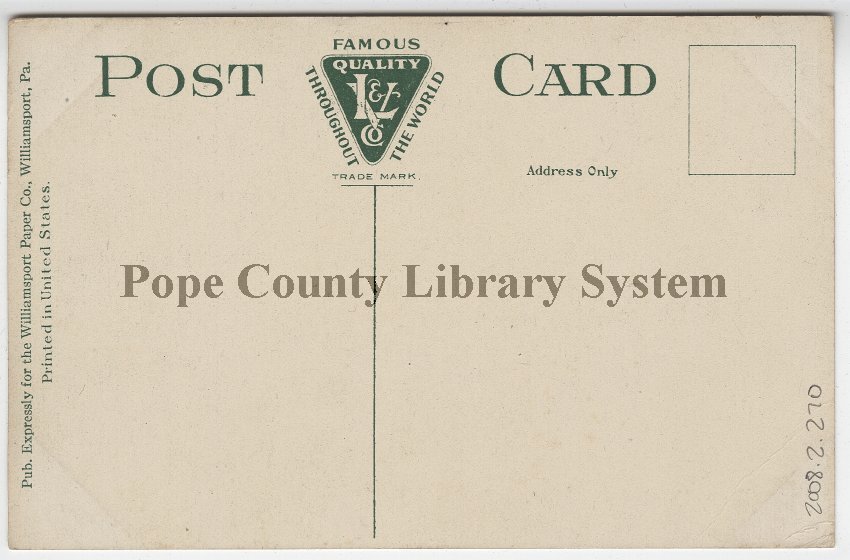 POST CARD
FAMOUS
QUALITY
THROUGHOUT
THE WORLD
K & L
Co
TRADE MARK.
Address Only
Pub. Expressly for the Williamsport Paper Co., Williamsport, Pa.
Printed in United States.
Pope County Library System
2008.2.270